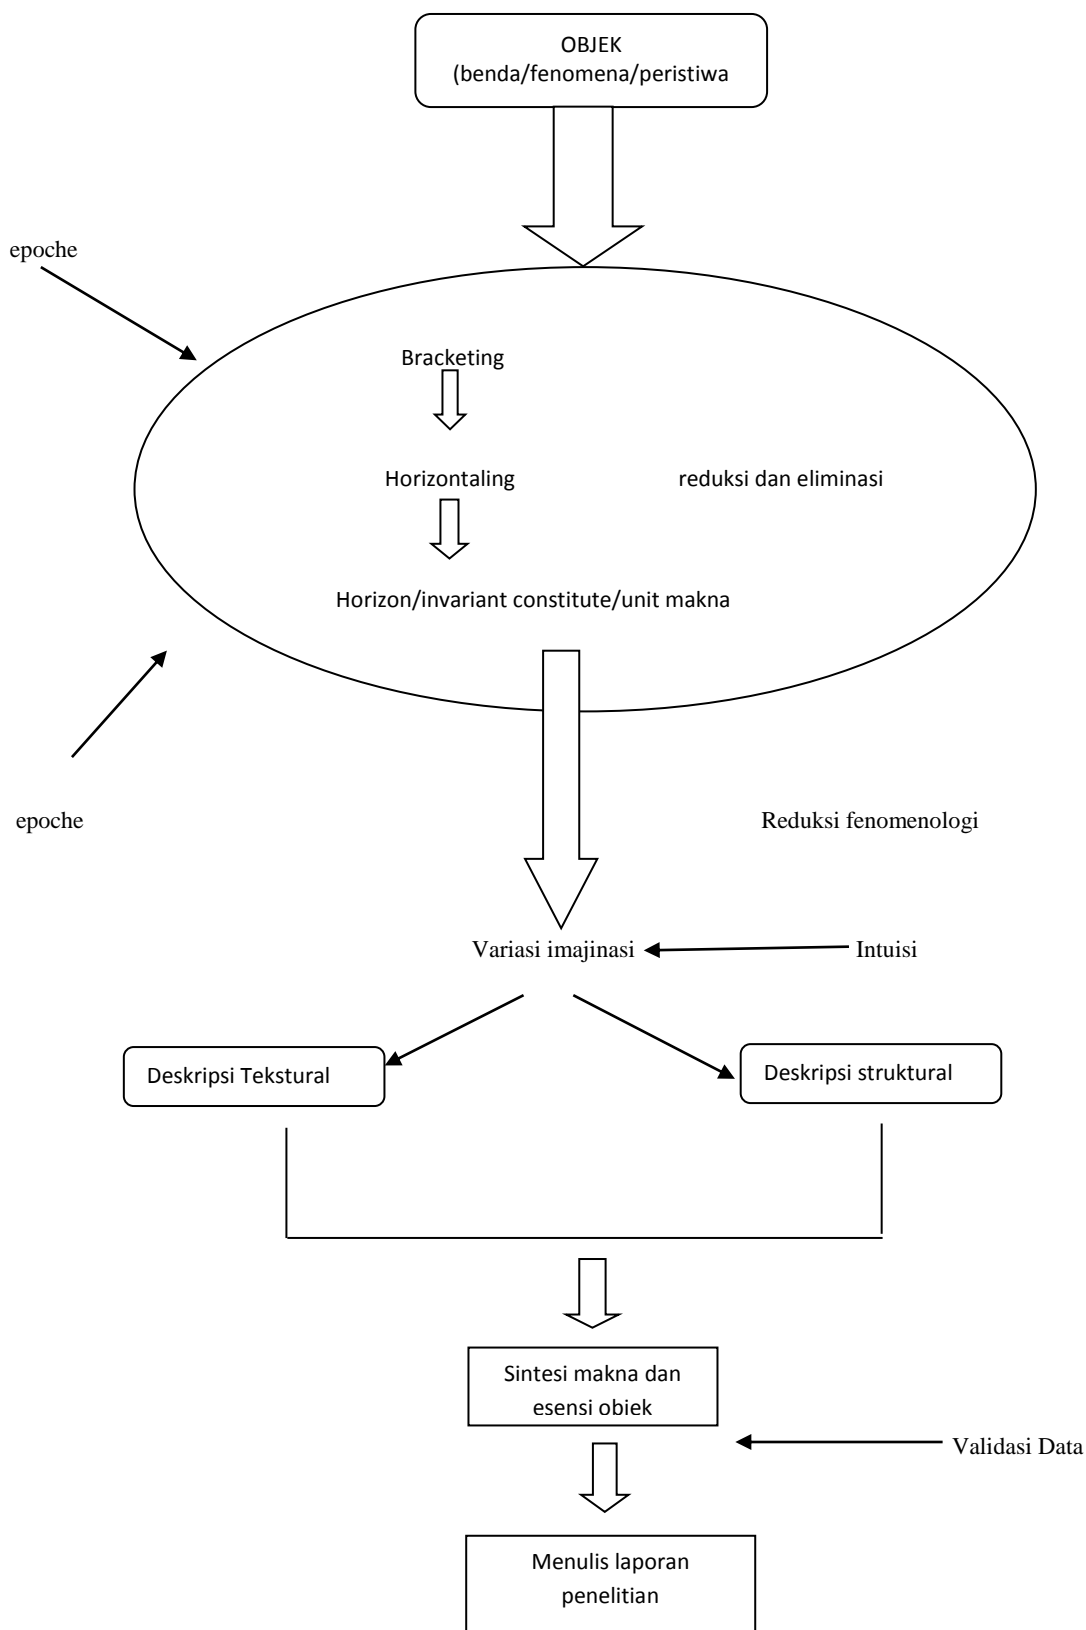 OBJEK
(benda/fenomena/peristiwa
epoche
Bracketing
Horizontaling
reduksi dan eliminasi
Horizon/invariant constitute/unit makna
epoche
Reduksi fenomenologi
Variasi imajinasi
Intuisi
Deskripsi Tekstural
Deskripsi struktural
Sintesi makna dan
esensi obiek
Validasi Data
Menulis laporan
penelitian